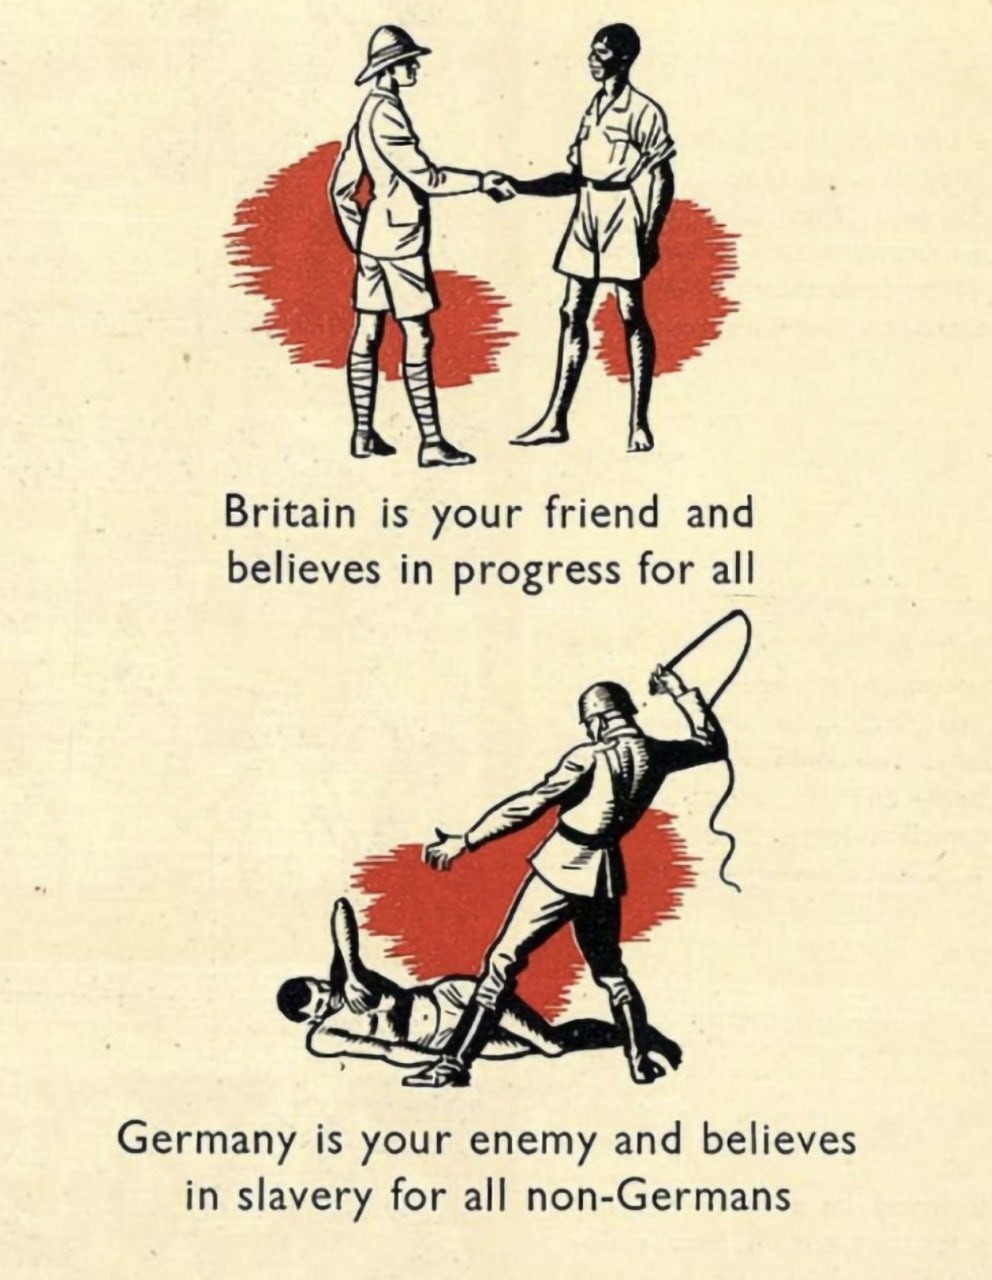 Britain is your friend and
believes in progress for all
Germany is your enemy and believes
in slavery for all non-Germans